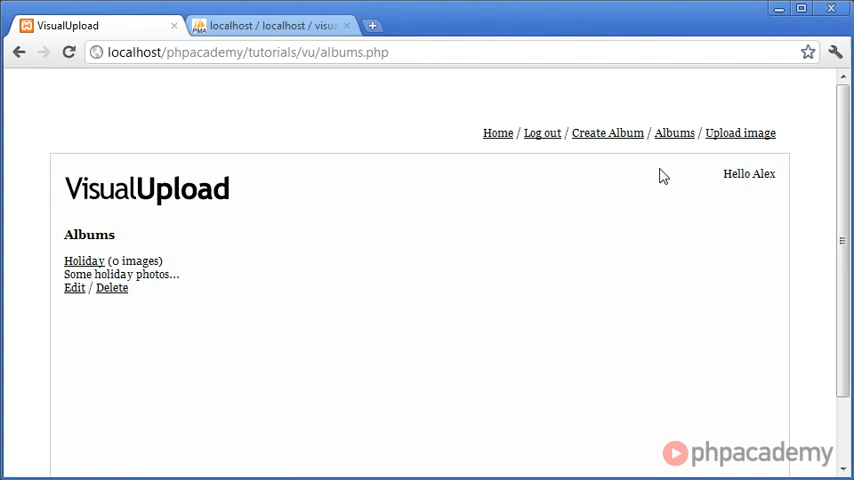 VisualUpload
localhost / localhost / visua
localhost/phpacademy/tutorials/vu/albums.php
Home / Log out / Create Album / Albums / Upload image
Hello Alex
VisualUpload
Albums
Holiday (0 images)
Some holiday photos...
Edit / Delete
phpacademy